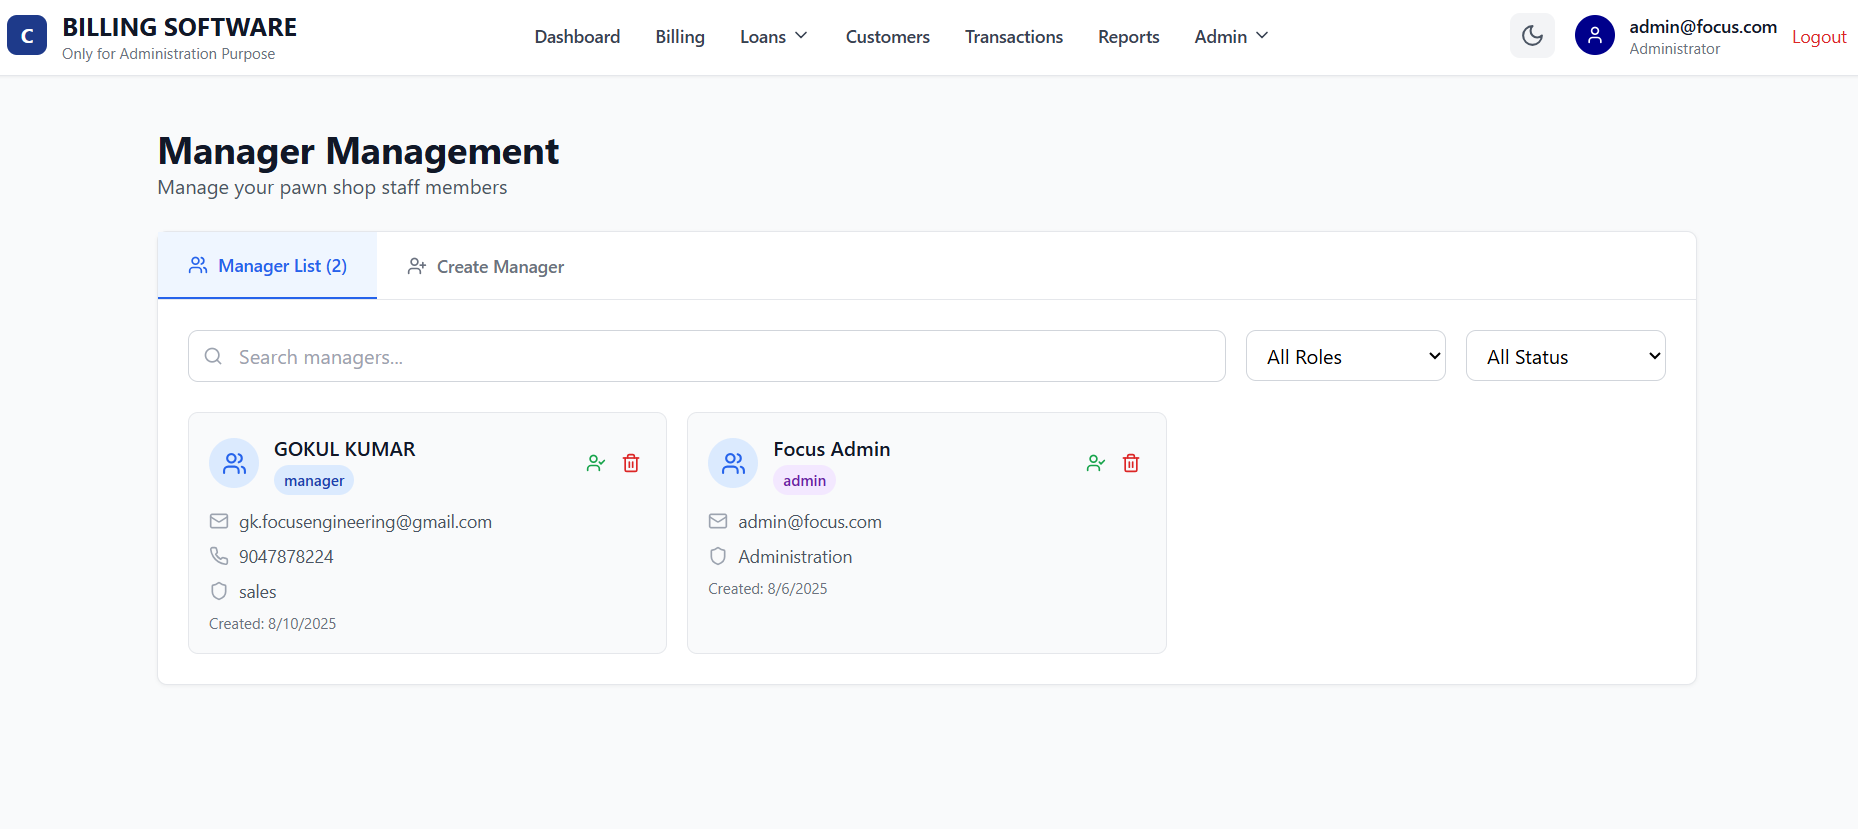 C
BILLING SOFTWARE
Only for Administration Purpose
Dashboard
Billing
Loans
Customers
Transactions
Reports
Admin
admin@focus.com
Administrator
Logout
Manager Management
Manage your pawn shop staff members
Manager List (2)
Create Manager
Search managers...
All Roles
All Status
GOKUL KUMAR
manager
gk.focusengineering@gmail.com
9047878224
sales
Created: 8/10/2025
Focus Admin
admin
admin@focus.com
Administration
Created: 8/6/2025